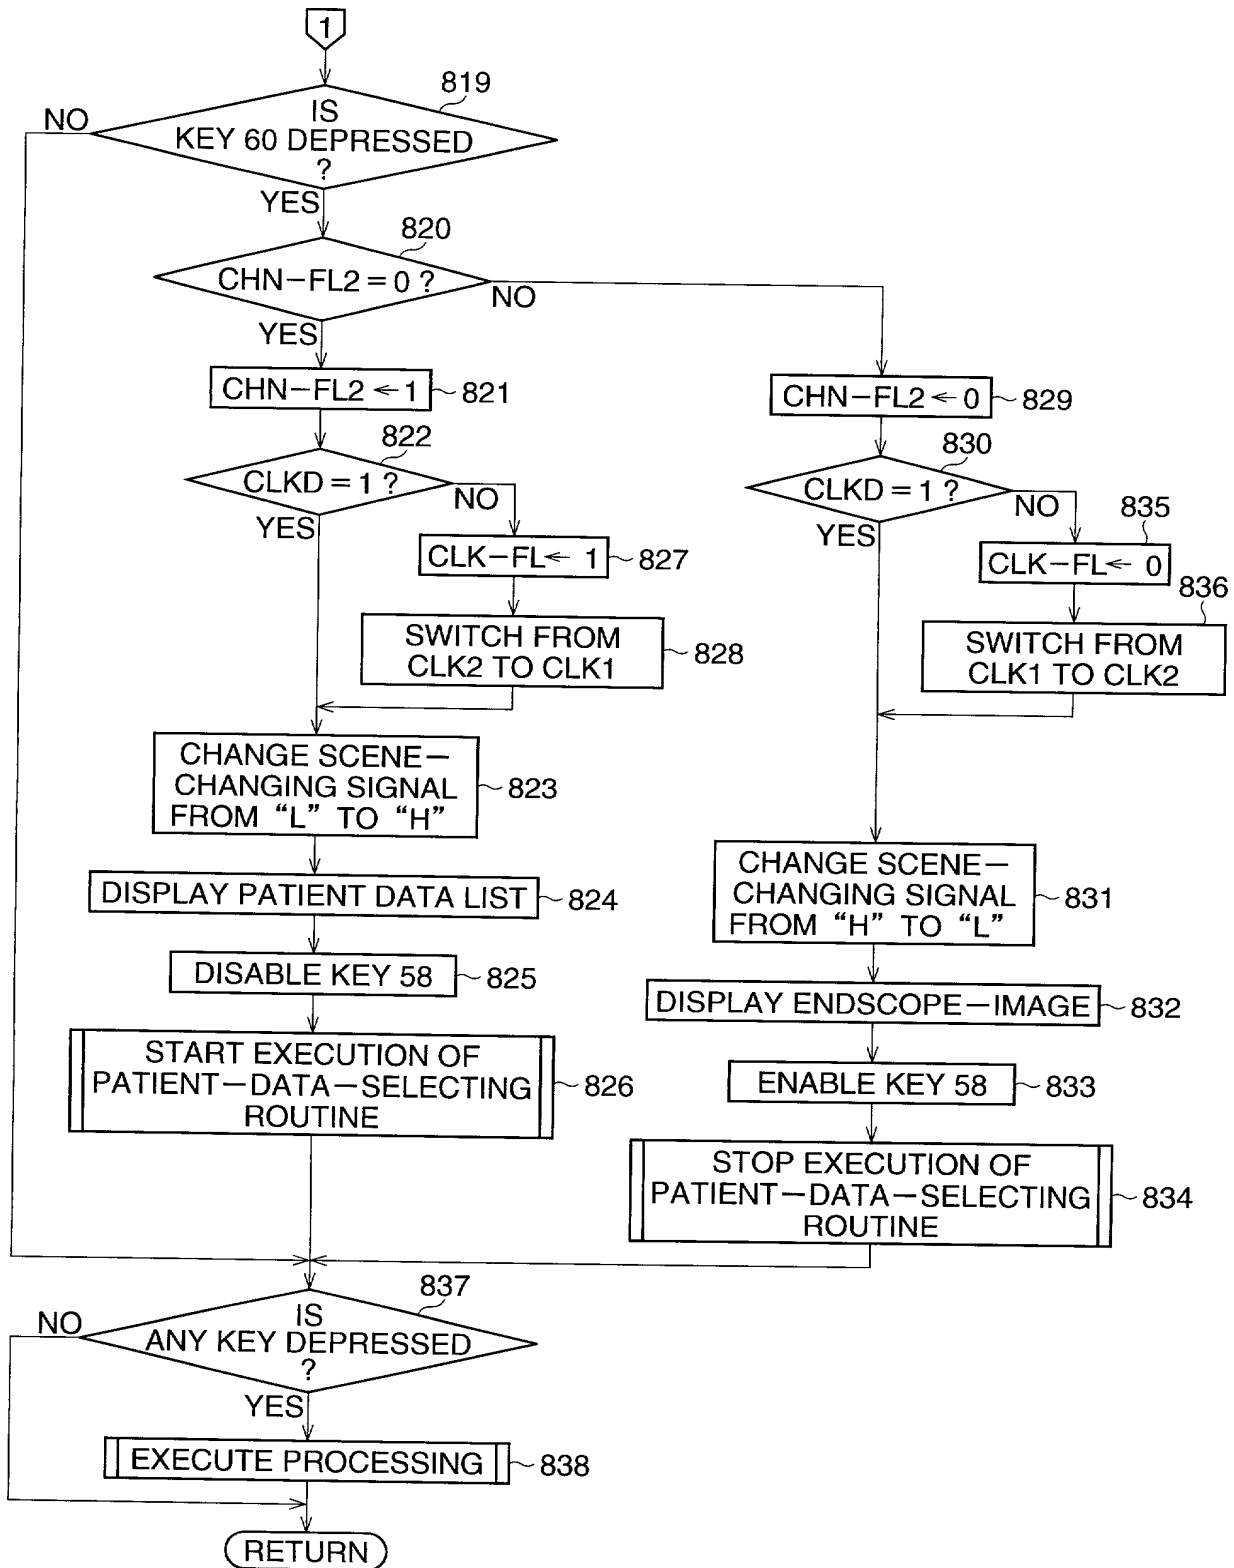 1
819
IS
KEY 60 DEPRESSED
?
NO
YES
820
CHN-FL2 = 0 ?
NO
YES
CHN-FL2 ← 1
821
822
CLKD = 1 ?
NO
YES
CLK-FL ← 1
827
SWITCH FROM
CLK2 TO CLK1
828
CHANGE SCENE-
CHANGING SIGNAL
FROM "L" TO "H"
823
DISPLAY PATIENT DATA LIST
824
DISABLE KEY 58
825
START EXECUTION OF
PATIENT-DATA-SELECTING
ROUTINE
826
CHN-FL2 ← 0
829
830
CLKD = 1 ?
NO
YES
835
CLK-FL ← 0
836
SWITCH FROM
CLK1 TO CLK2
CHANGE SCENE-
CHANGING SIGNAL
FROM "H" TO "L"
831
DISPLAY ENDSCOPE-IMAGE
832
ENABLE KEY 58
833
STOP EXECUTION OF
PATIENT-DATA-SELECTING
ROUTINE
834
837
IS
ANY KEY DEPRESSED
?
NO
YES
EXECUTE PROCESSING
838
RETURN